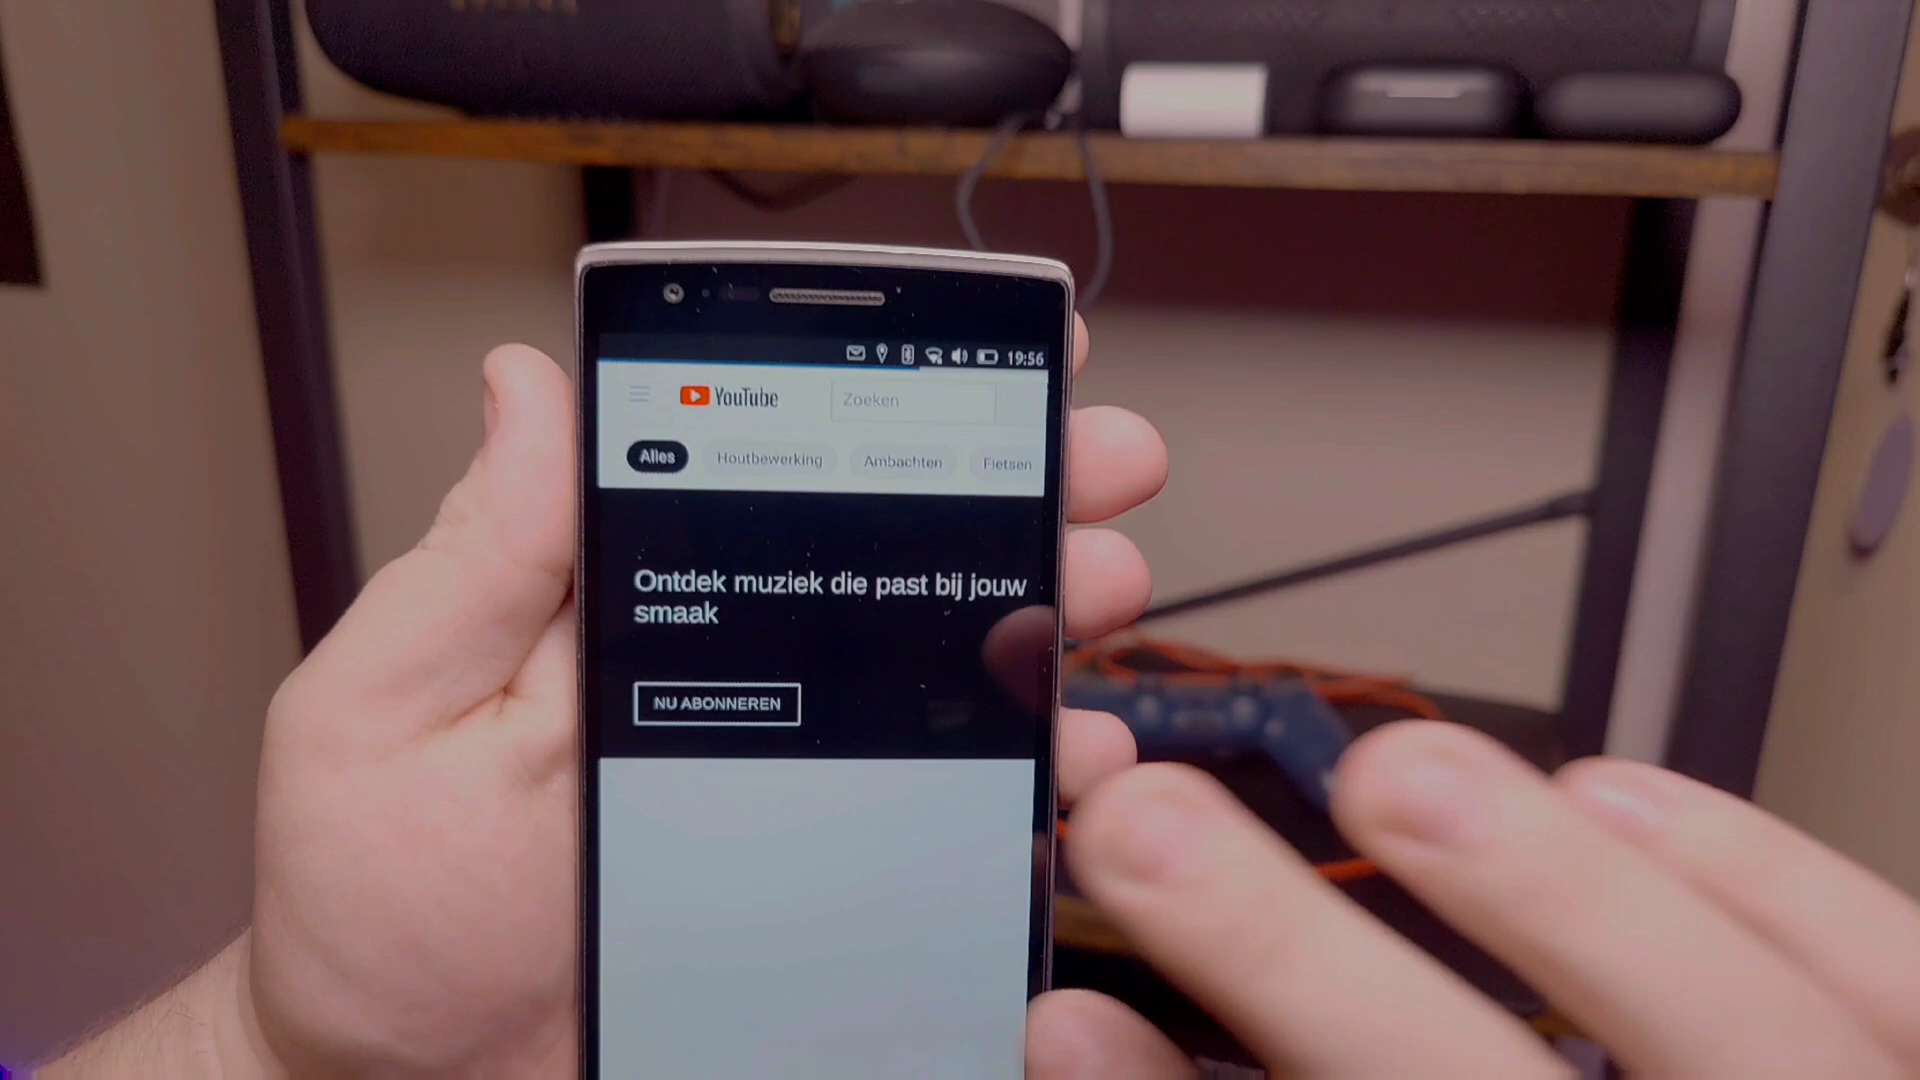 19:56
YouTube
Zoeken
Alles Houtbewerking Ambachten Fietsen
Ontdek muziek die past bij jouw
smaak
NU ABONNEREN